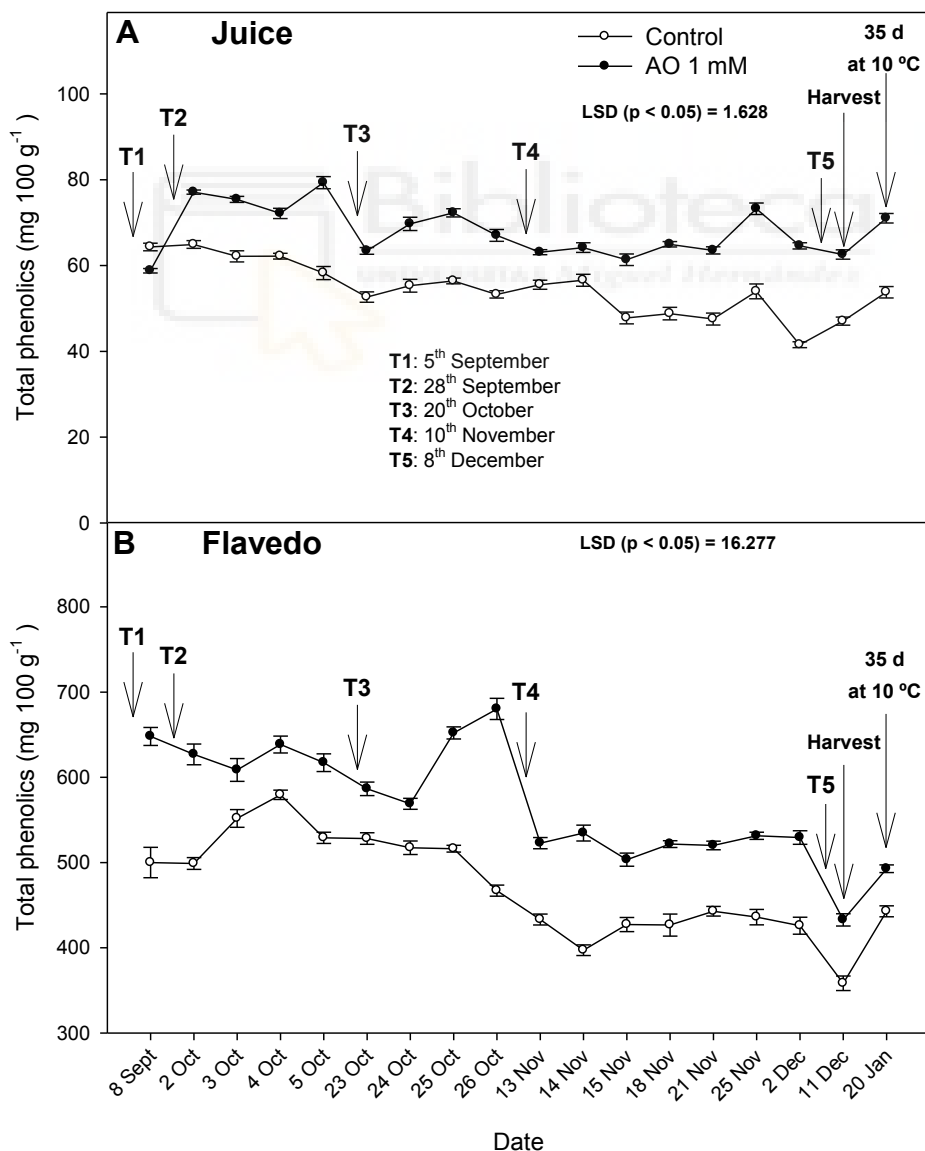 A Juice
Control
AO 1 mM
35 d
at 10 ºC
Harvest
LSD (p < 0.05) = 1.628
T1
T2
T3
T4
T5
Total phenolics (mg 100 g⁻¹ )
100
80
60
40
20
0
Biblioteca
UNIVERSITAS Miguel Hernández
T1: 5th September
T2: 28th September
T3: 20th October
T4: 10th November
T5: 8th December
B Flavedo
LSD (p < 0.05) = 16.277
T1
T2
T3
T4
T5
35 d
at 10 ºC
Harvest
Total phenolics (mg 100 g⁻¹ )
800
700
600
500
400
300
8 Sept
2 Oct
3 Oct
4 Oct
5 Oct
23 Oct
24 Oct
25 Oct
26 Oct
13 Nov
14 Nov
15 Nov
18 Nov
21 Nov
25 Nov
2 Dec
11 Dec
20 Jan
Date